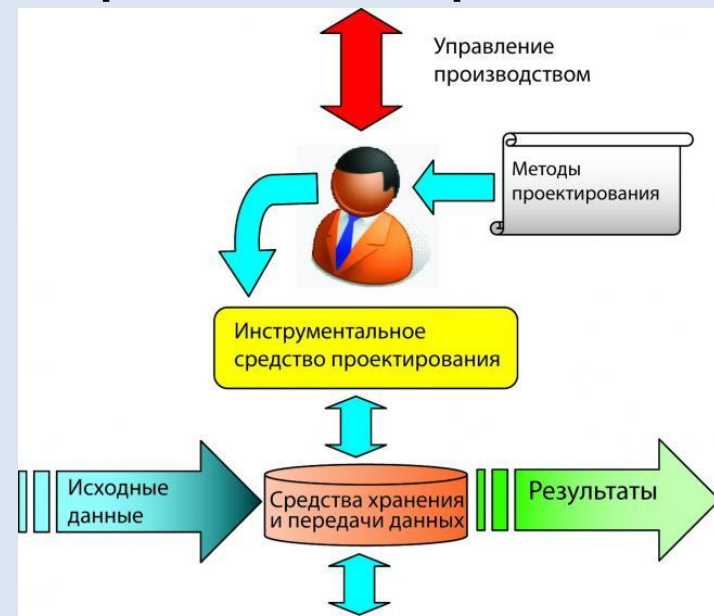 Управление
производством
Методы
проектирования
Инструментальное
средство проектирования
Исходные
данные
Средства хранения
и передачи данных
Результаты